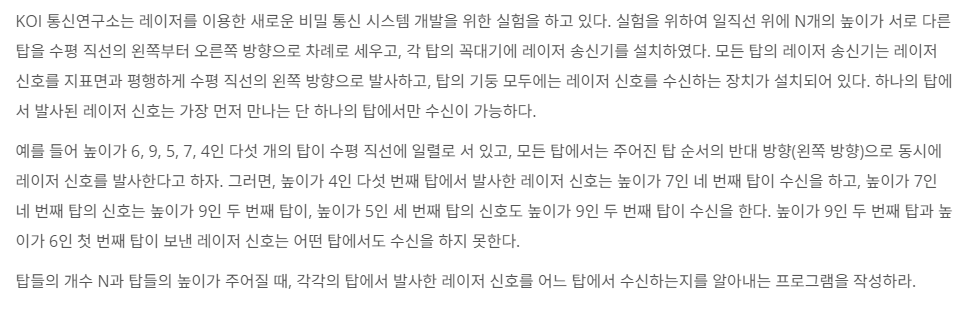 KOI 통신연구소는 레이저를 이용한 새로운 비밀 통신 시스템 개발을 위한 실험을 하고 있다. 실험을 위하여 일직선 위에 N개의 높이가 서로 다른
탑을 수평 직선의 왼쪽부터 오른쪽 방향으로 차례로 세우고, 각 탑의 꼭대기에 레이저 송신기를 설치하였다. 모든 탑의 레이저 송신기는 레이저
신호를 지표면과 평행하게 수평 직선의 왼쪽 방향으로 발사하고, 탑의 기둥 모두에는 레이저 신호를 수신하는 장치가 설치되어 있다. 하나의 탑에
서 발사된 레이저 신호는 가장 먼저 만나는 단 하나의 탑에서만 수신이 가능하다.
예를 들어 높이가 6, 9, 5, 7, 4인 다섯 개의 탑이 수평 직선에 일렬로 서 있고, 모든 탑에서는 주어진 탑 순서의 반대 방향(왼쪽 방향)으로 동시에
레이저 신호를 발사한다고 하자. 그러면, 높이가 4인 다섯 번째 탑에서 발사한 레이저 신호는 높이가 7인 네 번째 탑이 수신을 하고, 높이가 7인
네 번째 탑의 신호는 높이가 9인 두 번째 탑이, 높이가 5인 세 번째 탑의 신호도 높이가 9인 두 번째 탑이 수신을 한다. 높이가 9인 두 번째 탑과 높
이가 6인 첫 번째 탑이 보낸 레이저 신호는 어떤 탑에서도 수신을 하지 못한다.
탑들의 개수 N과 탑들의 높이가 주어질 때, 각각의 탑에서 발사한 레이저 신호를 어느 탑에서 수신하는지를 알아내는 프로그램을 작성하라.